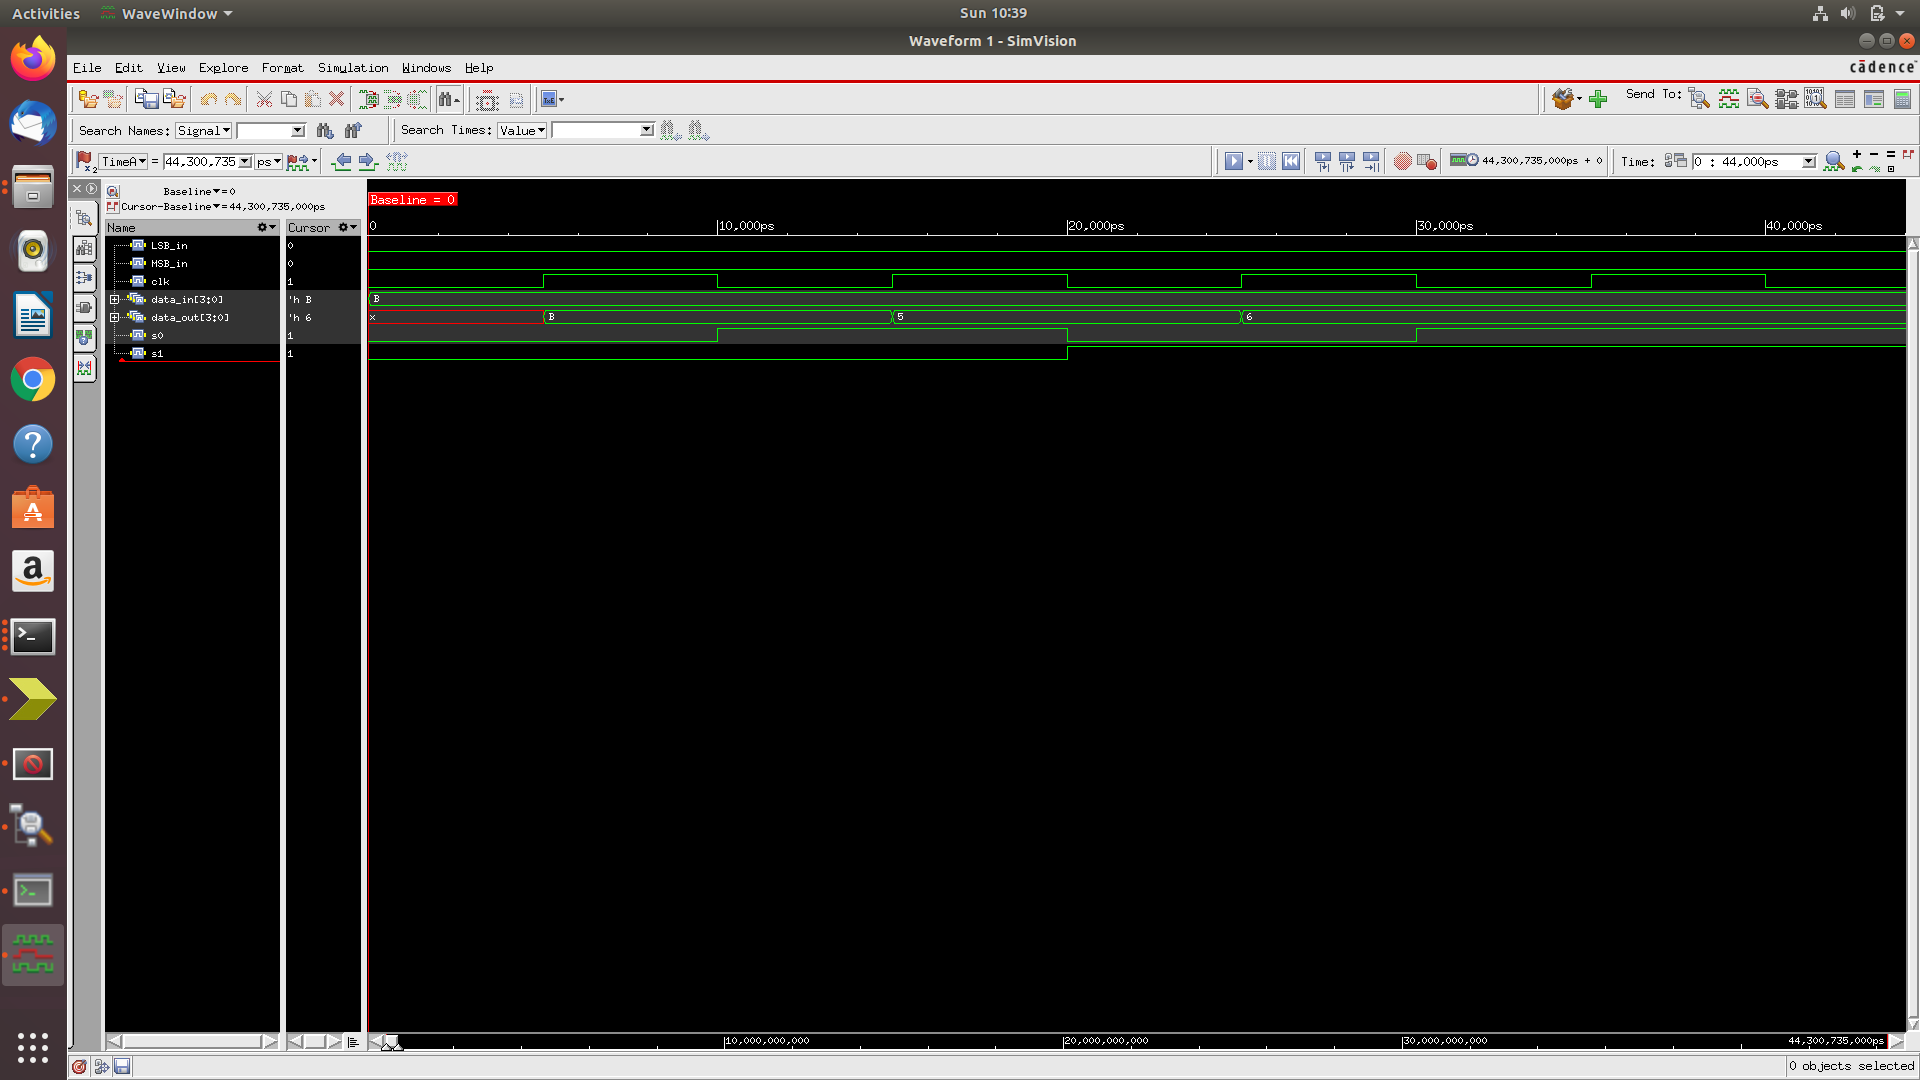 Activities WaveWindow Sun 10:39
Waveform 1 - SimVision
File Edit View Explore Format Simulation Windows Help cādence
Send To:
Search Names: Signal Search Times: Value
TimeA = 44,300,735 ps 44,300,735,000ps + 0 Time: 0 : 44,000ps
Baseline = 0
Cursor-Baseline = 44,300,735,000ps
Baseline = 0
Name Cursor 0 10,000ps 20,000ps 30,000ps 40,000ps
LSB_in 0
MSB_in 0
clk 1
data_in[3:0] 'h B B
data_out[3:0] 'h 6 x B 5 6
s0 1
s1 1
10,000,000,000 20,000,000,000 30,000,000,000 44,300,735,000ps
0 objects selected